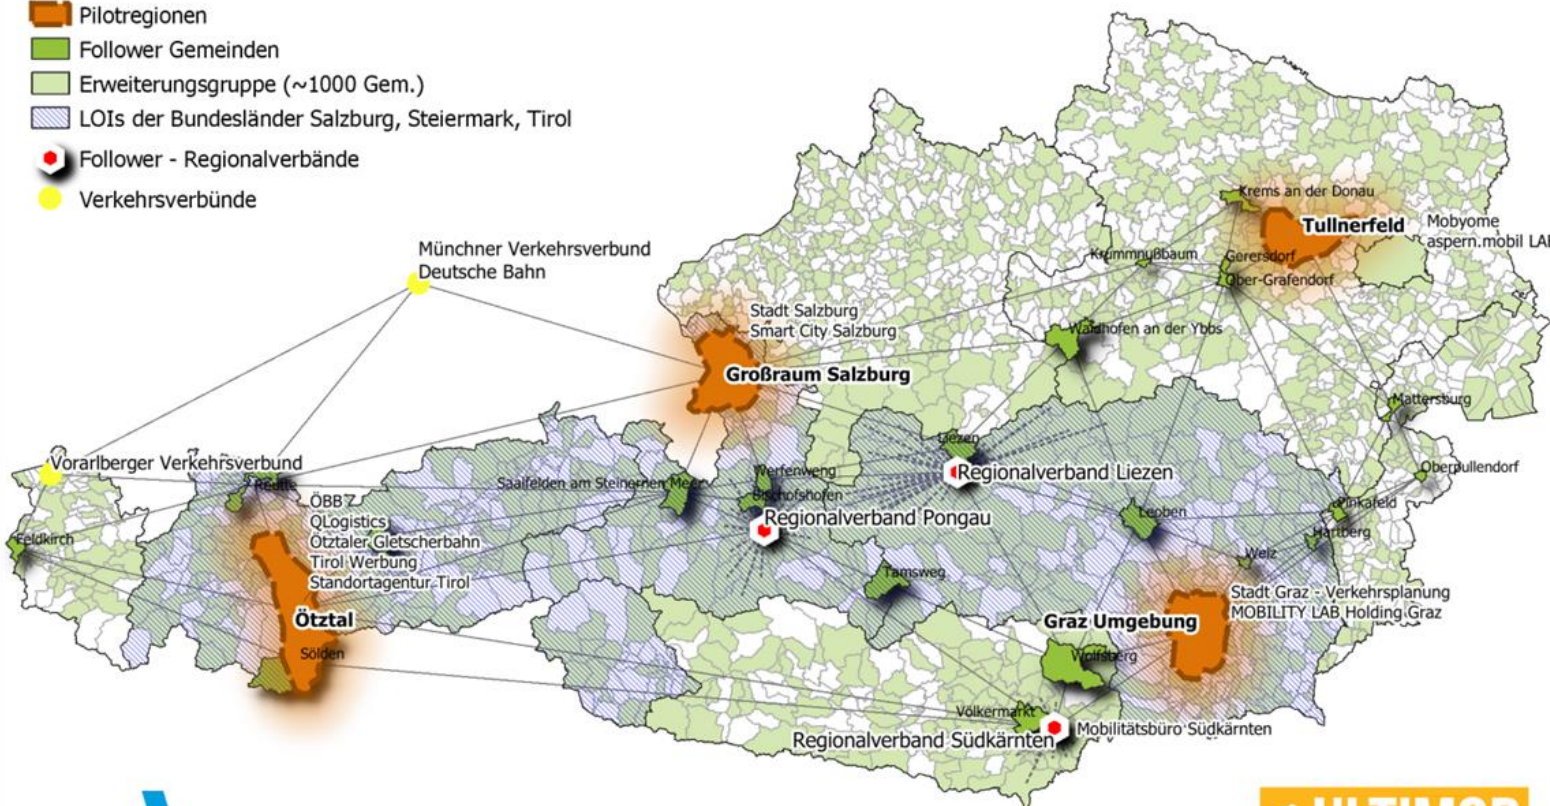 Pilotregionen
Follower Gemeinden
Erweiterungsgruppe (~1000 Gem.)
LOIs der Bundesländer Salzburg, Steiermark, Tirol
Follower - Regionalverbände
Verkehrsverbünde
Krems an der Donau
Tullnerfeld
Mobyome
aspern.mobil LAB
Münchner Verkehrsverbund
Deutsche Bahn
Krummnußbaum
Gerersdorf
Ober-Grafendorf
Stadt Salzburg
Smart City Salzburg
Waidhofen an der Ybbs
Großraum Salzburg
Mattersburg
Liezen
Vorarlberger Verkehrsverbund
Regionalverband Liezen
Oberpullendorf
Werfenweng
Reutte
Saalfelden am Steinernen Meer
Bischofshofen
ÖBB
QLogistics
Ötztaler Gletscherbahn
Tirol Werbung
Standortagentur Tirol
Regionalverband Pongau
Leoben
Pinkafeld
Hartberg
Feldkirch
Weiz
Tamsweg
Stadt Graz - Verkehrsplanung
MOBILITY LAB Holding Graz
Ötztal
Graz Umgebung
Sölden
Wolfsberg
Völkermarkt
Regionalverband Südkärnten
Mobilitätsbüro Südkärnten